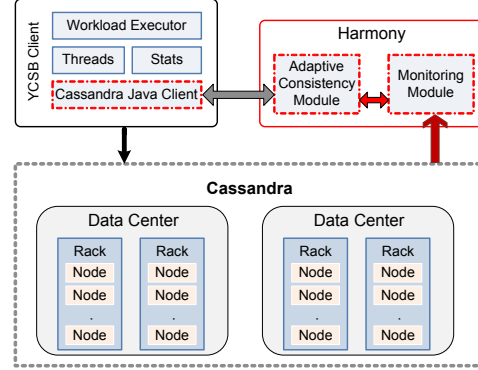 YCSB Client
Workload Executor
Threads
Stats
Cassandra Java Client
Harmony
Adaptive
Consistency
Module
Monitoring
Module
Cassandra
Data Center
Rack
Node
Node
.
Node
Rack
Node
Node
.
Node
Data Center
Rack
Node
Node
.
Node
Rack
Node
Node
.
Node